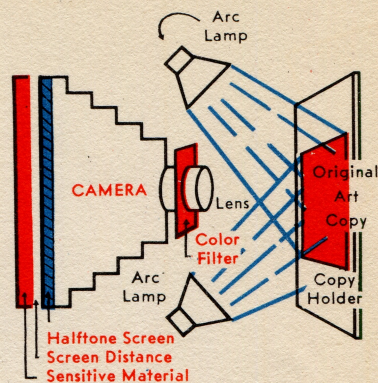 Arc
Lamp
Original
Art
Copy
CAMERA
Lens
Color
Filter
Arc
Lamp
Copy
Holder
Halftone Screen
Screen Distance
Sensitive Material